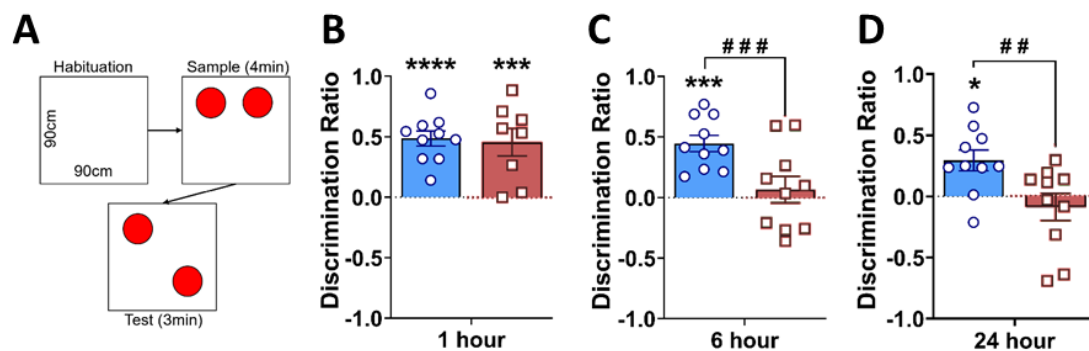 A
Habituation
90cm
90cm
Sample (4min)
Test (3min)
B
**** ***
Discrimination Ratio
1.0
0.5
0.0
-0.5
-1.0
1 hour
C
# # #
***
Discrimination Ratio
1.0
0.5
0.0
-0.5
-1.0
6 hour
D
# #
*
Discrimination Ratio
1.0
0.5
0.0
-0.5
-1.0
24 hour